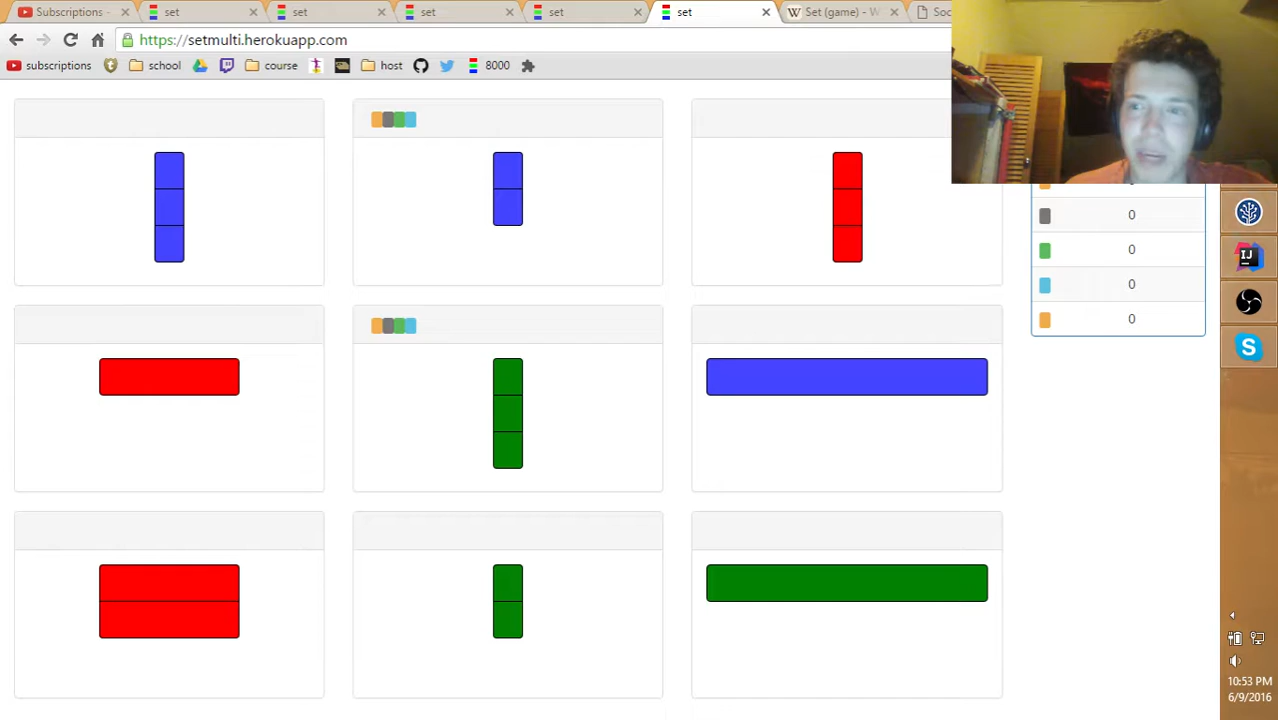 Subscriptions - set set set set set Set (game) - W Soc
https://setmulti.herokuapp.com
subscriptions school course host 8000
0
0
0
0
IJ
10:53 PM
6/9/2016